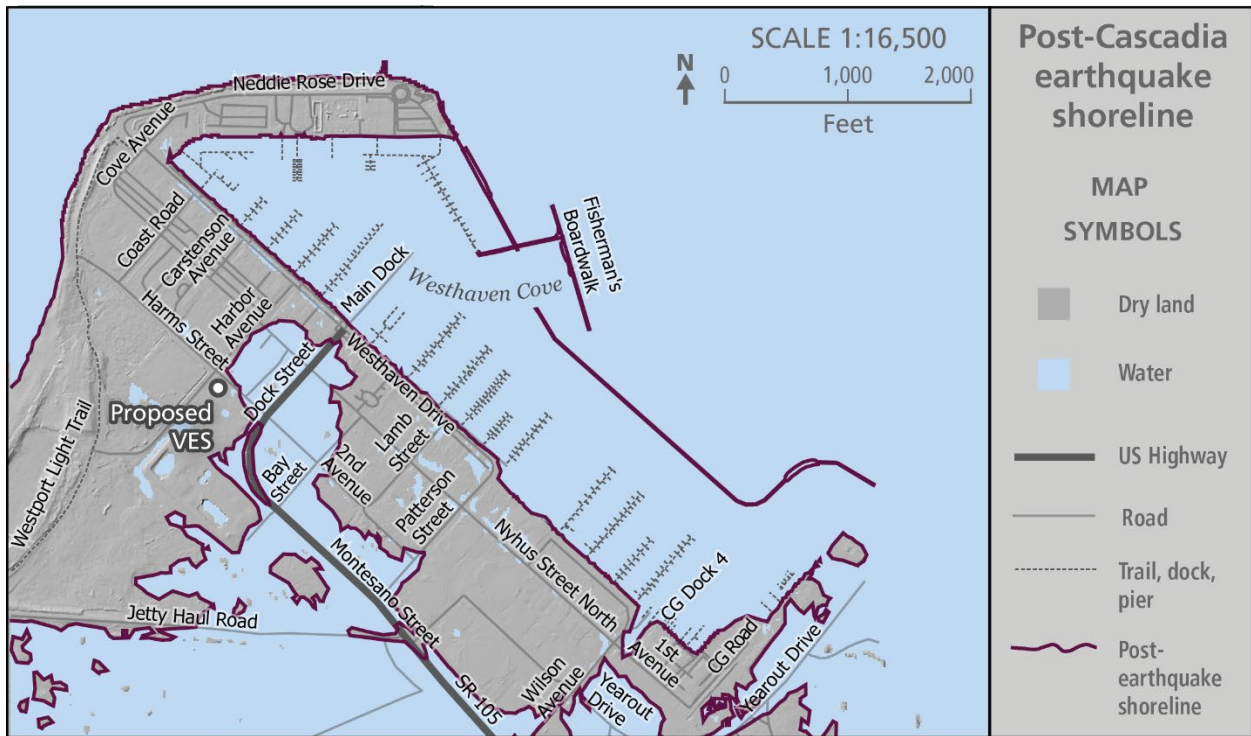 SCALE 1:16,500
N
0
1,000
2,000
Feet
Neddie Rose Drive
Cove Avenue
Coast Road
Carstenson
Avenue
Harbor
Avenue
Harms Street
Main Dock
Westhaven Cove
Fisherman's
Boardwalk
Westport Light Trail
Proposed
VES
Dock Street
Westhaven Drive
Bay
Street
2nd
Avenue
Lamb
Street
Patterson
Street
Nyhus Street North
Montesano Street
Jetty Haul Road
SR 105
Wilson
Avenue
CG Dock 4
1st
Avenue
CG Road
Yearout
Drive
Yearout Drive
Post-Cascadia
earthquake
shoreline
MAP
SYMBOLS
Dry land
Water
US Highway
Road
Trail, dock,
pier
Post-
earthquake
shoreline